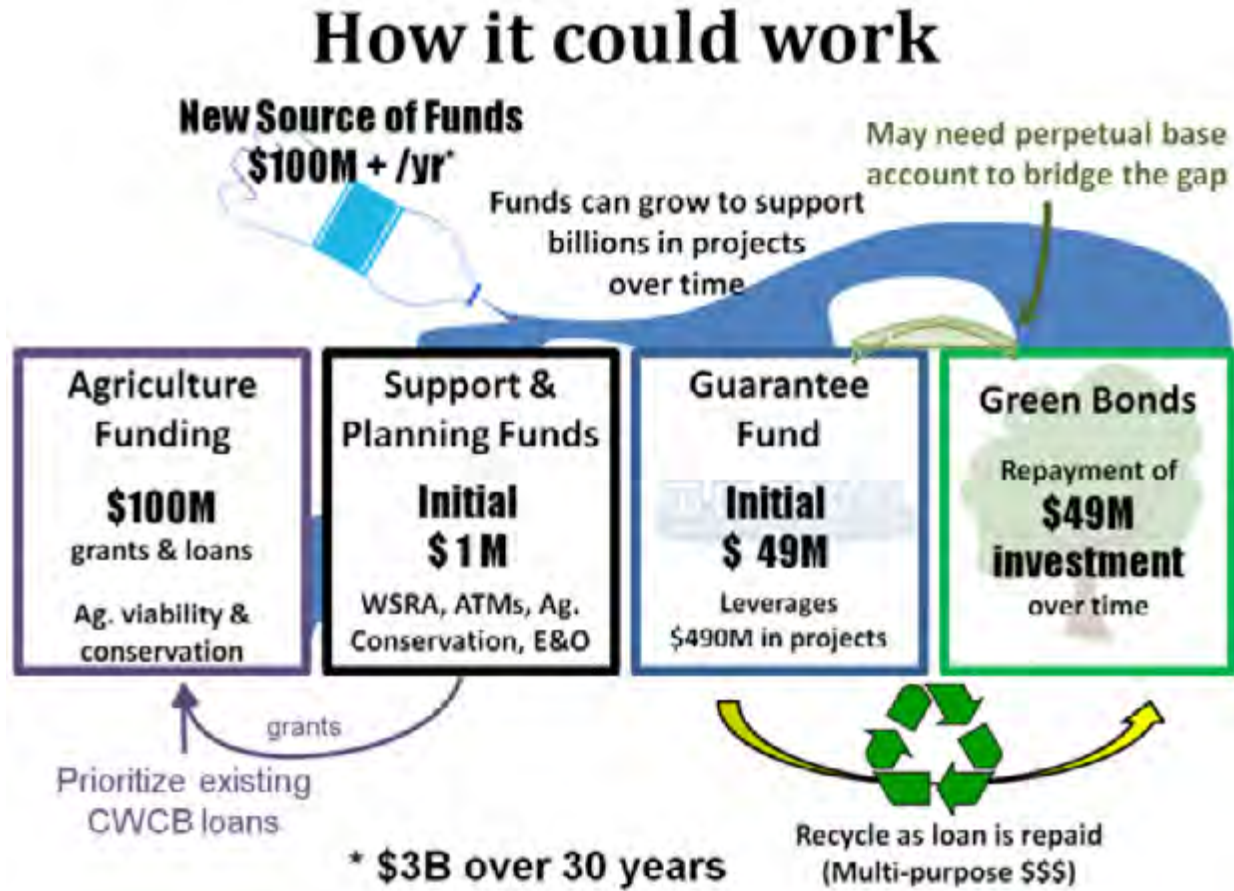 How it could work
New Source of Funds
$100M + /yr*
May need perpetual base
account to bridge the gap
Funds can grow to support
billions in projects
over time
Agriculture
Funding
$100M
grants & loans
Ag. viability &
conservation
Support &
Planning Funds
Initial
$ 1 M
WSRA, ATMs, Ag.
Conservation, E&O
Guarantee
Fund
Initial
$ 49M
Leverages
$490M in projects
Green Bonds
Repayment of
$49M
investment
over time
grants
Prioritize existing
CWCB loans
Recycle as loan is repaid
(Multi-purpose $$$)
* $3B over 30 years